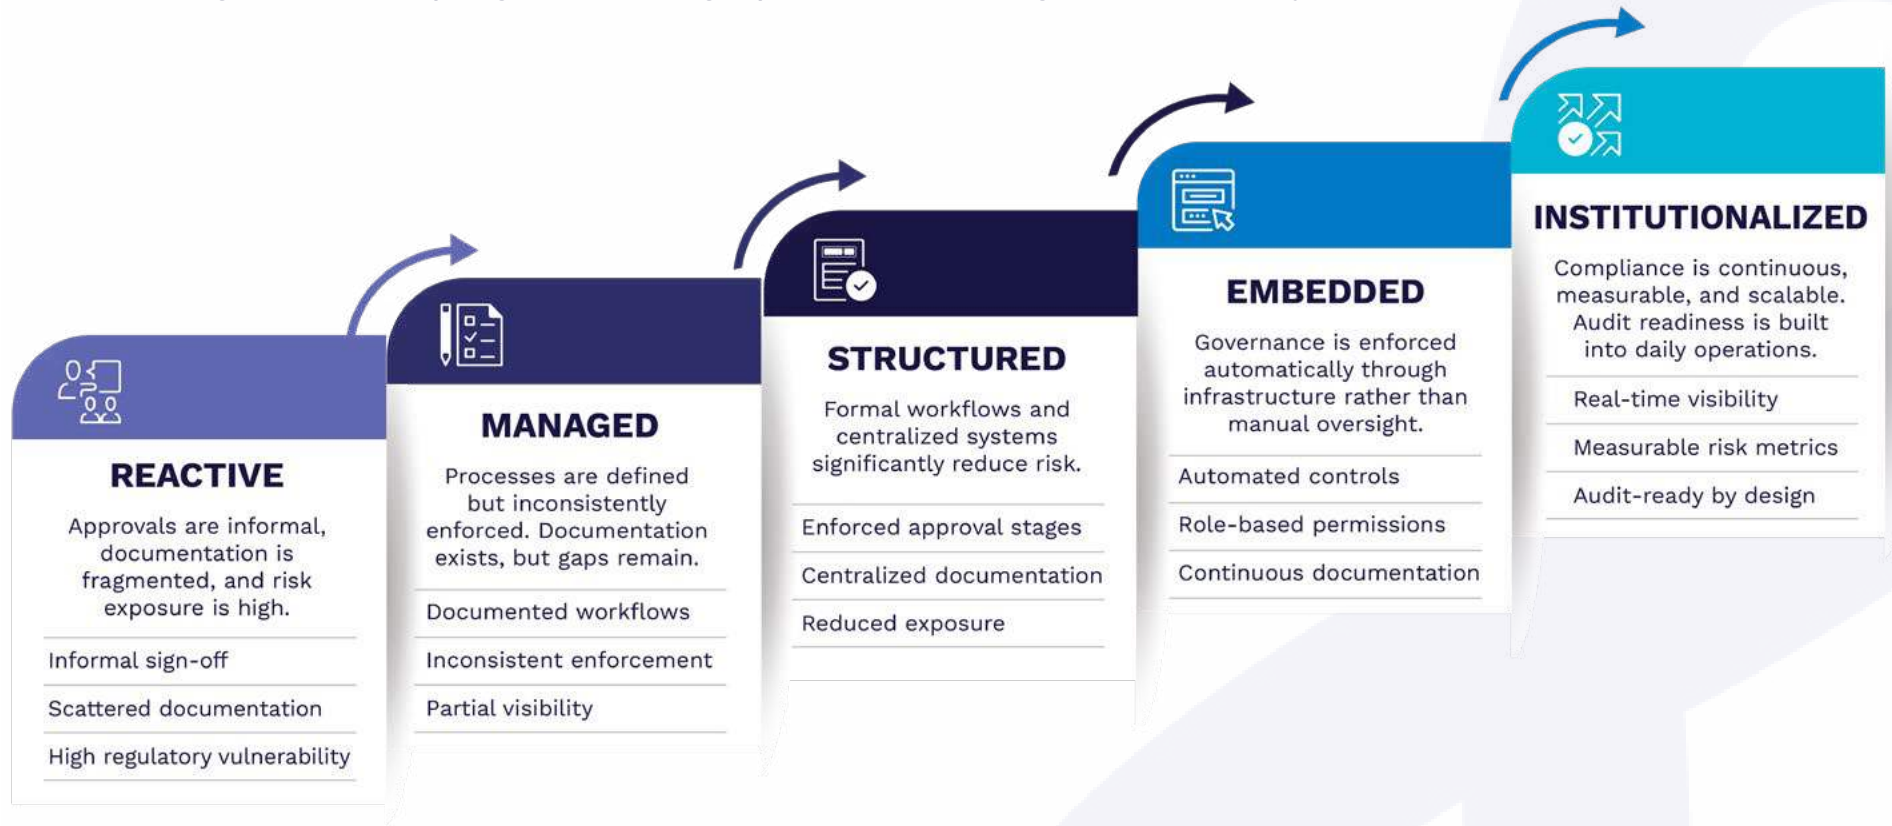 REACTIVE
Approvals are informal,
documentation is
fragmented, and risk
exposure is high.
Informal sign-off
Scattered documentation
High regulatory vulnerability
MANAGED
Processes are defined
but inconsistently
enforced. Documentation
exists, but gaps remain.
Documented workflows
Inconsistent enforcement
Partial visibility
STRUCTURED
Formal workflows and
centralized systems
significantly reduce risk.
Enforced approval stages
Centralized documentation
Reduced exposure
EMBEDDED
Governance is enforced
automatically through
infrastructure rather than
manual oversight.
Automated controls
Role-based permissions
Continuous documentation
INSTITUTIONALIZED
Compliance is continuous,
measurable, and scalable.
Audit readiness is built
into daily operations.
Real-time visibility
Measurable risk metrics
Audit-ready by design